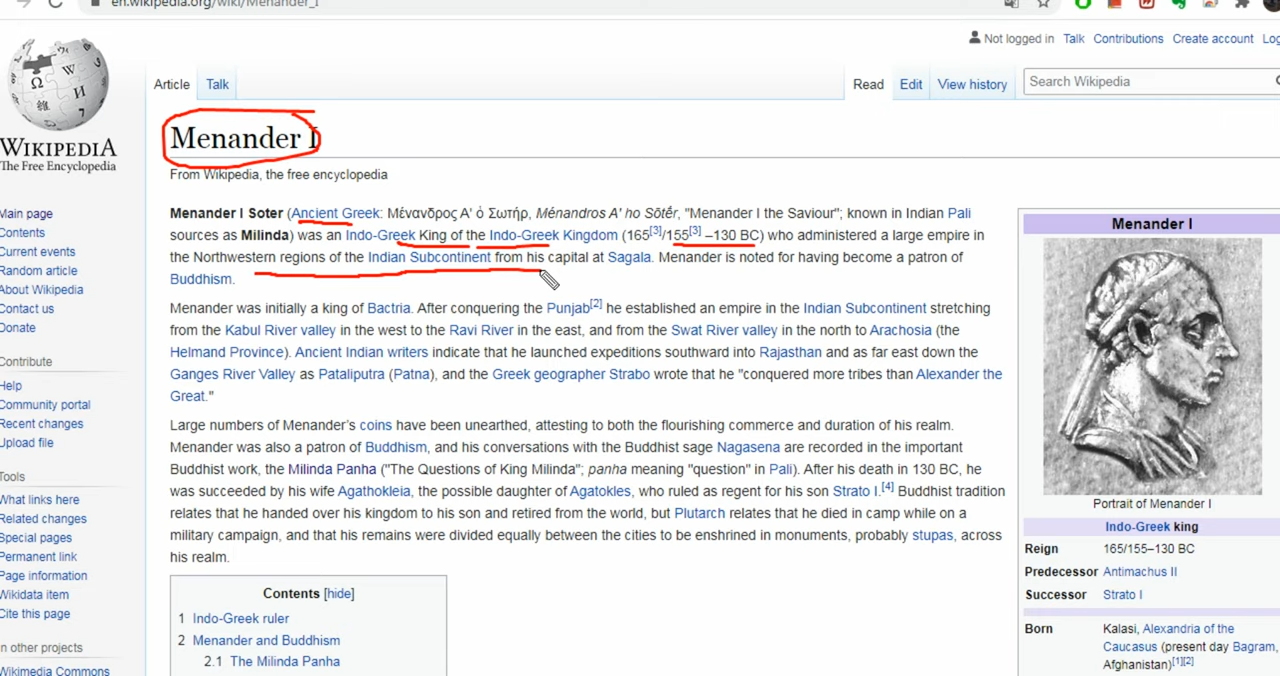 en.wikipedia.org/wiki/Menander_I
Not logged in Talk Contributions Create account Log
Article Talk Read Edit View history Search Wikipedia
WIKIPEDIA
The Free Encyclopedia
Main page
Contents
Current events
Random article
About Wikipedia
Contact us
Donate
Contribute
Help
Community portal
Recent changes
Upload file
Tools
What links here
Related changes
Special pages
Permanent link
Page information
Wikidata item
Cite this page
In other projects
Wikimedia Commons
Menander I
From Wikipedia, the free encyclopedia
Menander I Soter (Ancient Greek: Μένανδρος Α' ὁ Σωτήρ, Ménandros A' ho Sōtḗr, "Menander I the Saviour"; known in Indian Pali
sources as Milinda) was an Indo-Greek King of the Indo-Greek Kingdom (165[3]/155[3] –130 BC) who administered a large empire in
the Northwestern regions of the Indian Subcontinent from his capital at Sagala. Menander is noted for having become a patron of
Buddhism.
Menander was initially a king of Bactria. After conquering the Punjab[2] he established an empire in the Indian Subcontinent stretching
from the Kabul River valley in the west to the Ravi River in the east, and from the Swat River valley in the north to Arachosia (the
Helmand Province). Ancient Indian writers indicate that he launched expeditions southward into Rajasthan and as far east down the
Ganges River Valley as Pataliputra (Patna), and the Greek geographer Strabo wrote that he "conquered more tribes than Alexander the
Great."
Large numbers of Menander's coins have been unearthed, attesting to both the flourishing commerce and duration of his realm.
Menander was also a patron of Buddhism, and his conversations with the Buddhist sage Nagasena are recorded in the important
Buddhist work, the Milinda Panha ("The Questions of King Milinda"; panha meaning "question" in Pali). After his death in 130 BC, he
was succeeded by his wife Agathokleia, the possible daughter of Agatokles, who ruled as regent for his son Strato I.[4] Buddhist tradition
relates that he handed over his kingdom to his son and retired from the world, but Plutarch relates that he died in camp while on a
military campaign, and that his remains were divided equally between the cities to be enshrined in monuments, probably stupas, across
his realm.
Contents [hide]
1 Indo-Greek ruler
2 Menander and Buddhism
2.1 The Milinda Panha
Menander I
Portrait of Menander I
Indo-Greek king
Reign 165/155–130 BC
Predecessor Antimachus II
Successor Strato I
Born Kalasi, Alexandria of the
Caucasus (present day Bagram,
Afghanistan)[1][2]